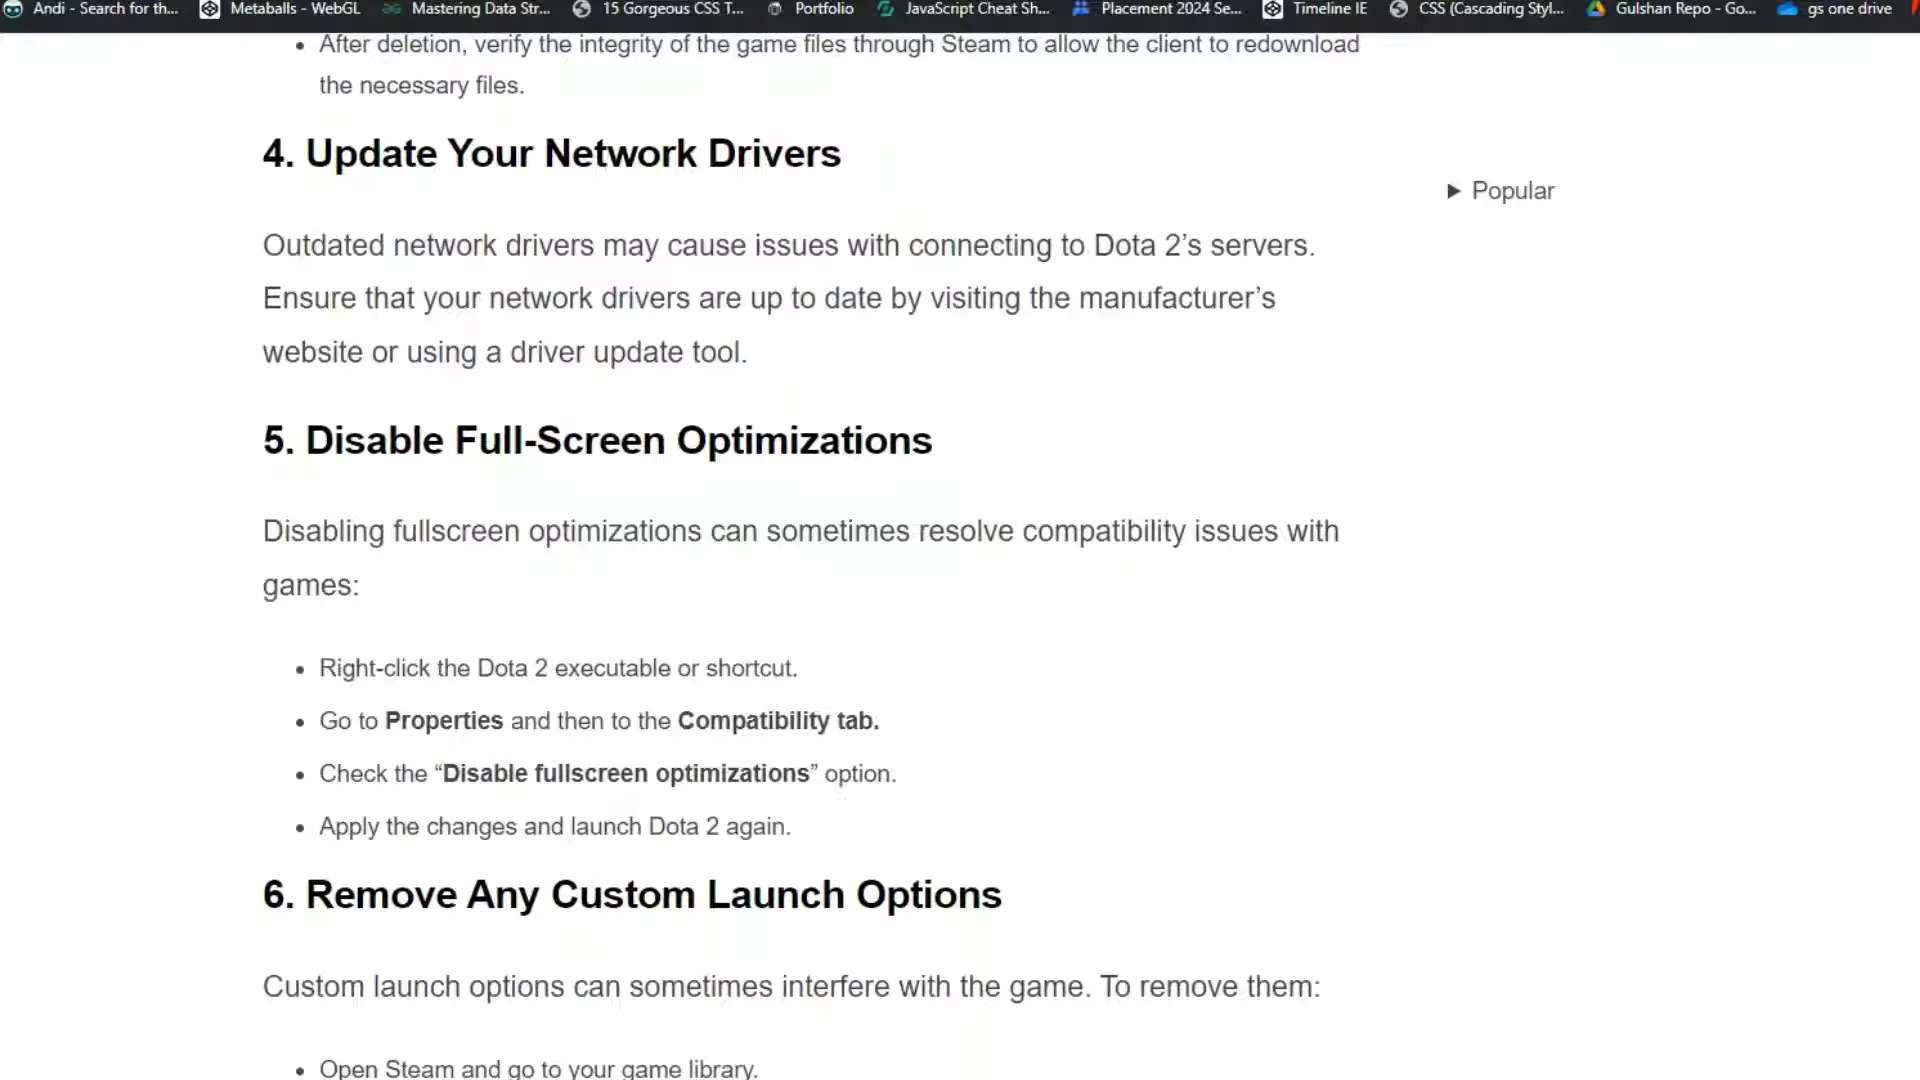 Andi - Search for th... Metaballs - WebGL Mastering Data Str... 15 Gorgeous CSS T... Portfolio JavaScript Cheat Sh... Placement 2024 Se... Timeline IE CSS (Cascading Styl... Gulshan Repo - Go... gs one drive
• After deletion, verify the integrity of the game files through Steam to allow the client to redownload
the necessary files.
4. Update Your Network Drivers
▶ Popular
Outdated network drivers may cause issues with connecting to Dota 2’s servers.
Ensure that your network drivers are up to date by visiting the manufacturer’s
website or using a driver update tool.
5. Disable Full-Screen Optimizations
Disabling fullscreen optimizations can sometimes resolve compatibility issues with
games:
• Right-click the Dota 2 executable or shortcut.
• Go to Properties and then to the Compatibility tab.
• Check the “Disable fullscreen optimizations” option.
• Apply the changes and launch Dota 2 again.
6. Remove Any Custom Launch Options
Custom launch options can sometimes interfere with the game. To remove them:
• Open Steam and go to your game library.